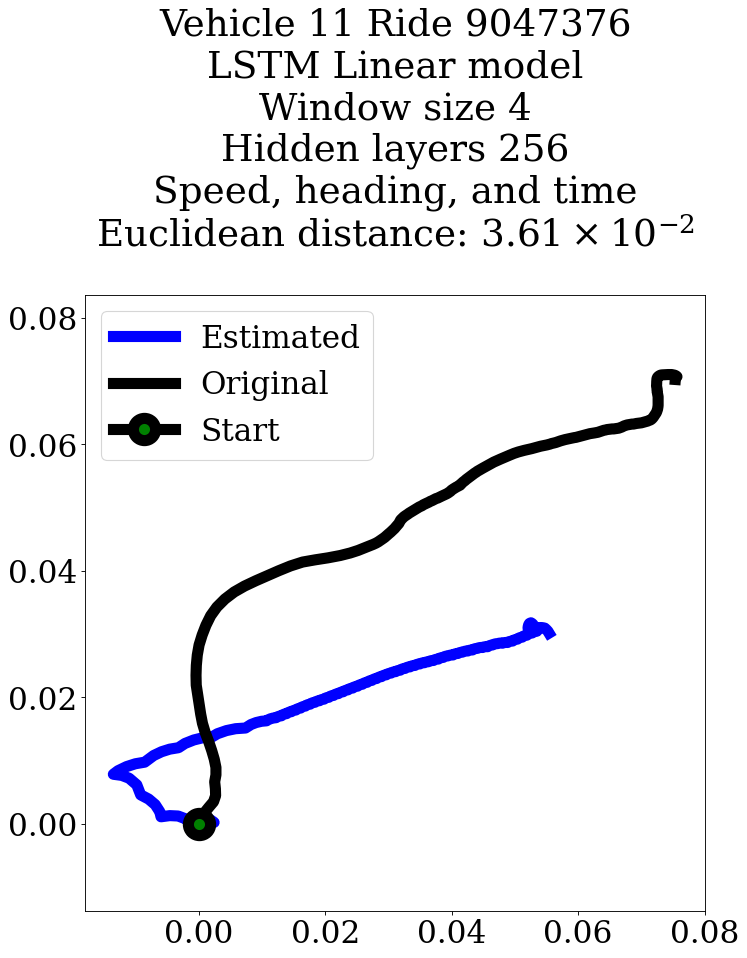 Vehicle 11 Ride 9047376
LSTM Linear model
Window size 4
Hidden layers 256
Speed, heading, and time
Euclidean distance: 3.61 × 10⁻²
Estimated
Original
Start
0.08
0.06
0.04
0.02
0.00
0.00 0.02 0.04 0.06 0.08